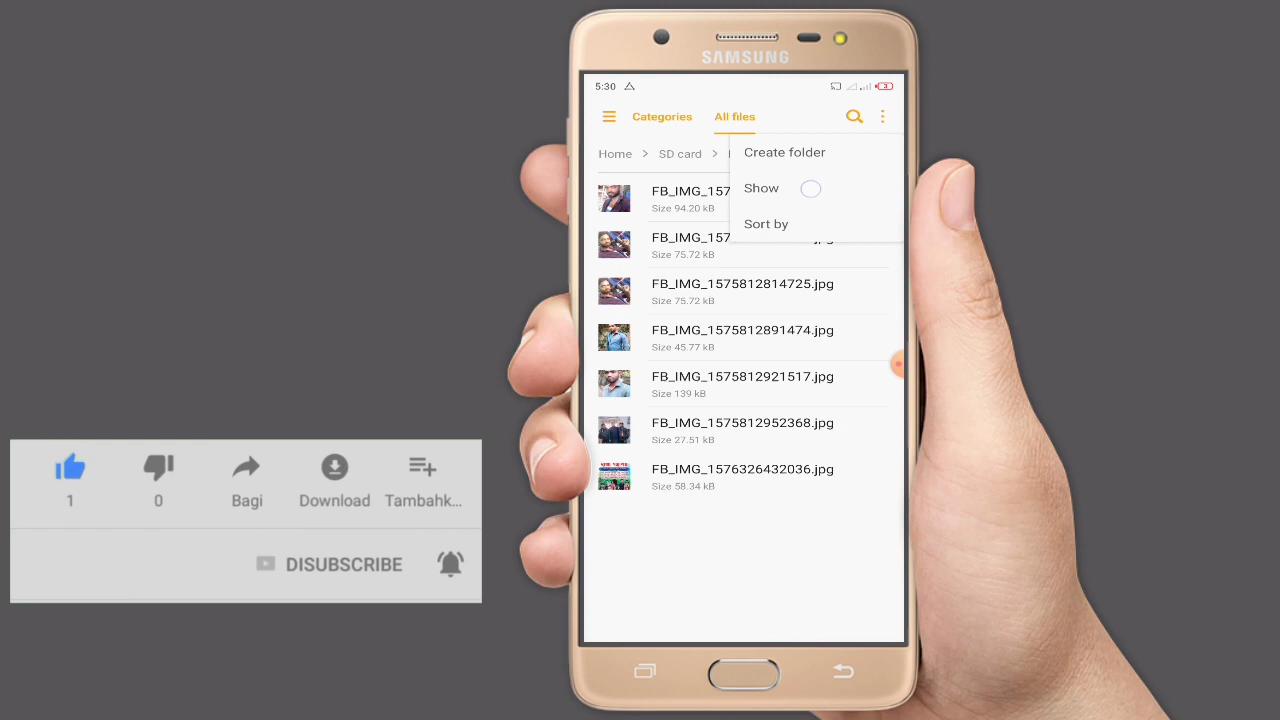 SAMSUNG
5:30
3
Categories All files
Home > SD card >
Create folder
Show
Sort by
FB_IMG_157
Size 94.20 kB
FB_IMG_157
Size 75.72 kB
FB_IMG_1575812814725.jpg
Size 75.72 kB
FB_IMG_1575812891474.jpg
Size 45.77 kB
FB_IMG_1575812921517.jpg
Size 139 kB
FB_IMG_1575812952368.jpg
Size 27.51 kB
FB_IMG_1576326432036.jpg
Size 58.34 kB
1 0 Bagi Download Tambahk...
DISUBSCRIBE